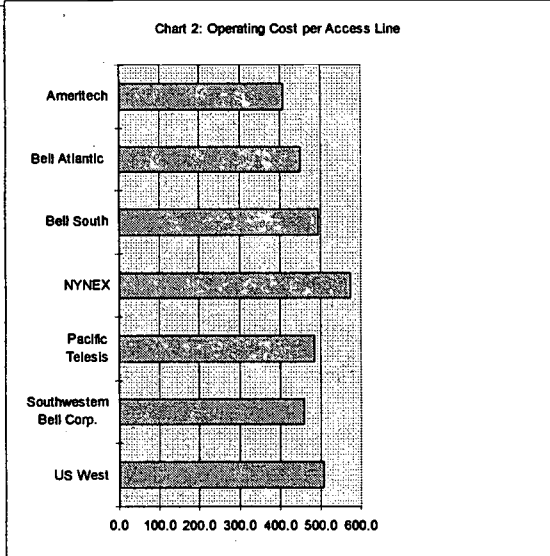 Chart 2: Operating Cost per Access Line
Ameritech
Bell Atlantic
Bell South
NYNEX
Pacific
Telesis
Southwestern
Bell Corp.
US West
0.0 100.0 200.0 300.0 400.0 500.0 600.0